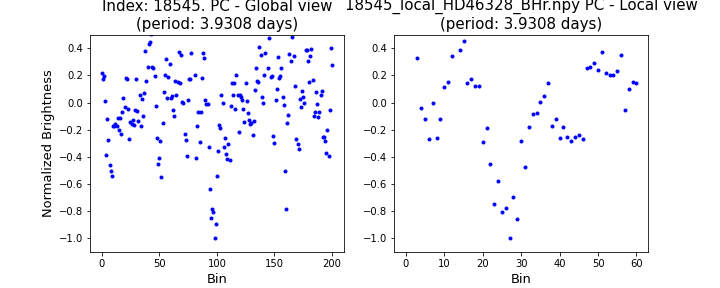 Index: 18545. PC - Global view
(period: 3.9308 days)
18545_local_HD46328_BHr.npy PC - Local view
(period: 3.9308 days)
Normalized Brightness
0.4
0.2
0.0
−0.2
−0.4
−0.6
−0.8
−1.0
0 50 100 150 200
Bin
0.4
0.2
0.0
−0.2
−0.4
−0.6
−0.8
−1.0
0 10 20 30 40 50 60
Bin